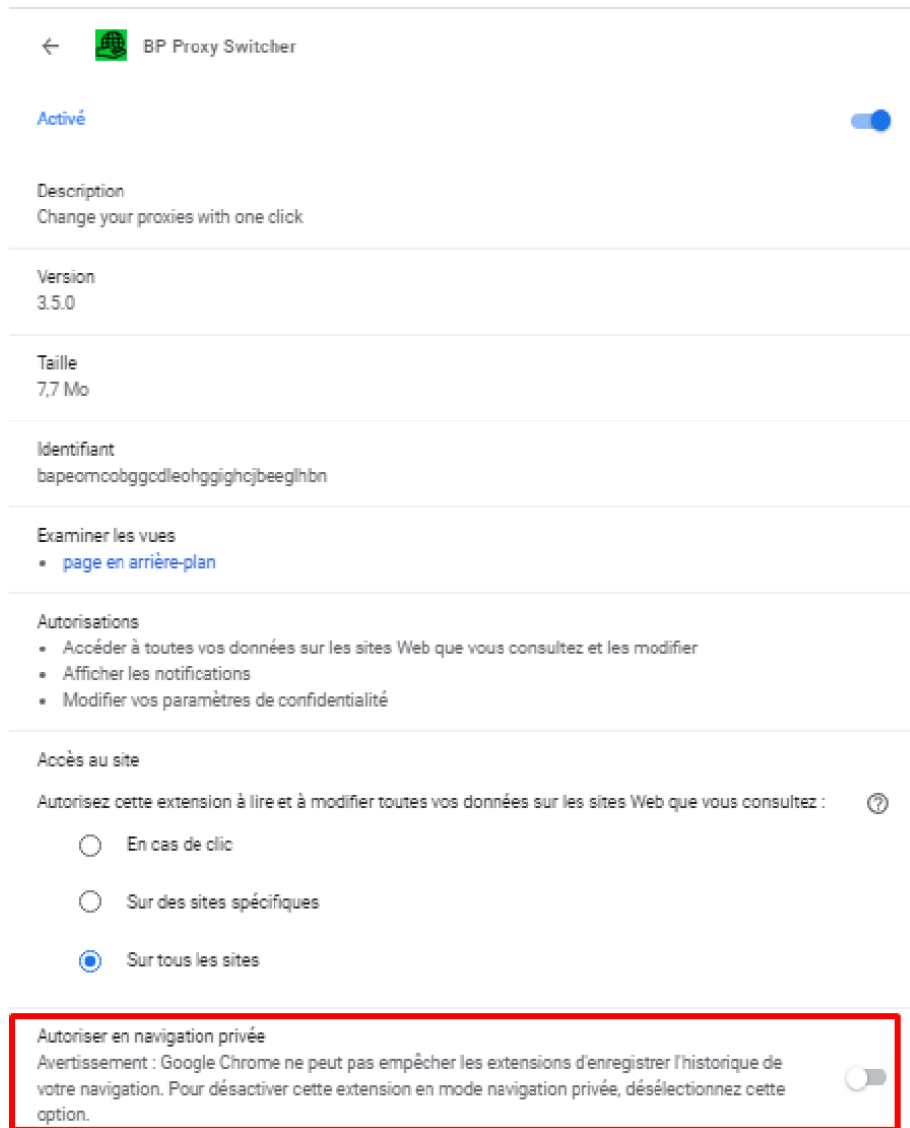 BP Proxy Switcher
Activé
Description
Change your proxies with one click
Version
3.5.0
Taille
7,7 Mo
Identifiant
bapeomcobggcdleohggighcjbeeglhbn
Examiner les vues
• page en arrière-plan
Autorisations
• Accéder à toutes vos données sur les sites Web que vous consultez et les modifier
• Afficher les notifications
• Modifier vos paramètres de confidentialité
Accès au site
Autorisez cette extension à lire et à modifier toutes vos données sur les sites Web que vous consultez :
En cas de clic
Sur des sites spécifiques
Sur tous les sites
Autoriser en navigation privée
Avertissement : Google Chrome ne peut pas empêcher les extensions d'enregistrer l'historique de
votre navigation. Pour désactiver cette extension en mode navigation privée, désélectionnez cette
option.